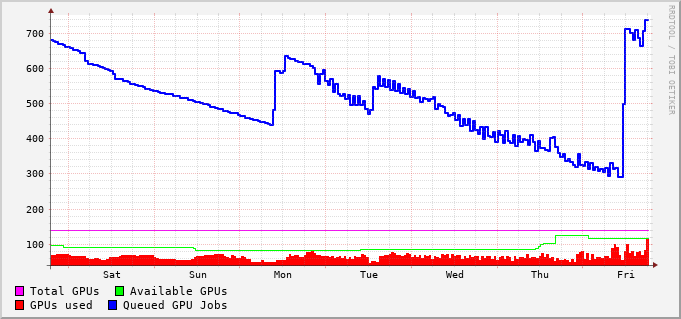 RRDTOOL / TOBI OETIKER
700
600
500
400
300
200
100
Sat Sun Mon Tue Wed Thu Fri
Total GPUs Available GPUs
GPUs used Queued GPU Jobs